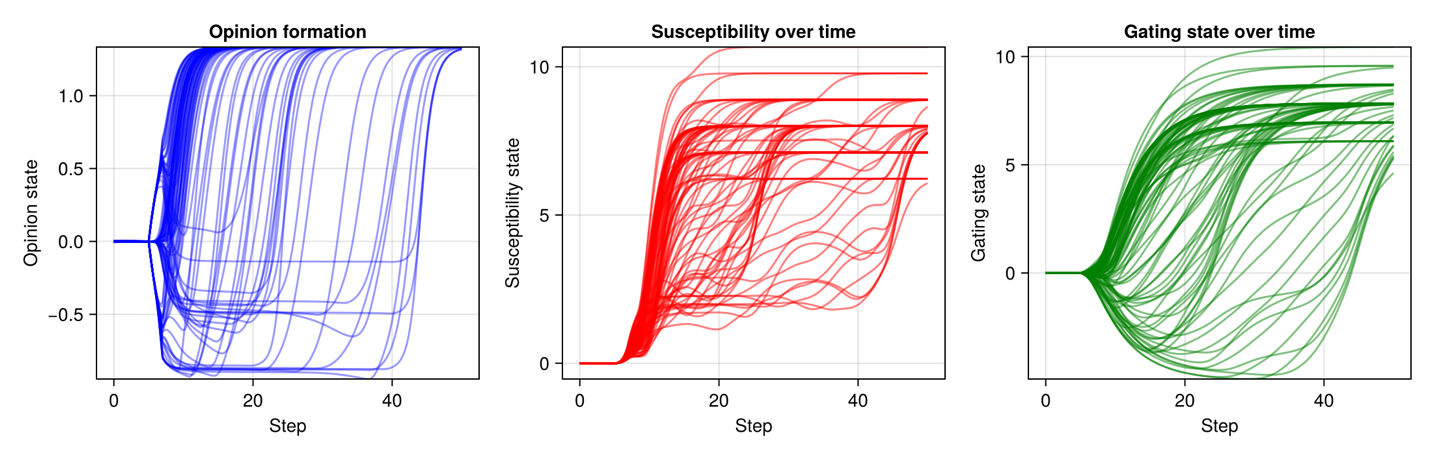 Opinion formation
Opinion state
1.0
0.5
0.0
−0.5
0
20
40
Step
Susceptibility over time
Susceptibility state
10
5
0
0
20
40
Step
Gating state over time
Gating state
10
5
0
0
20
40
Step